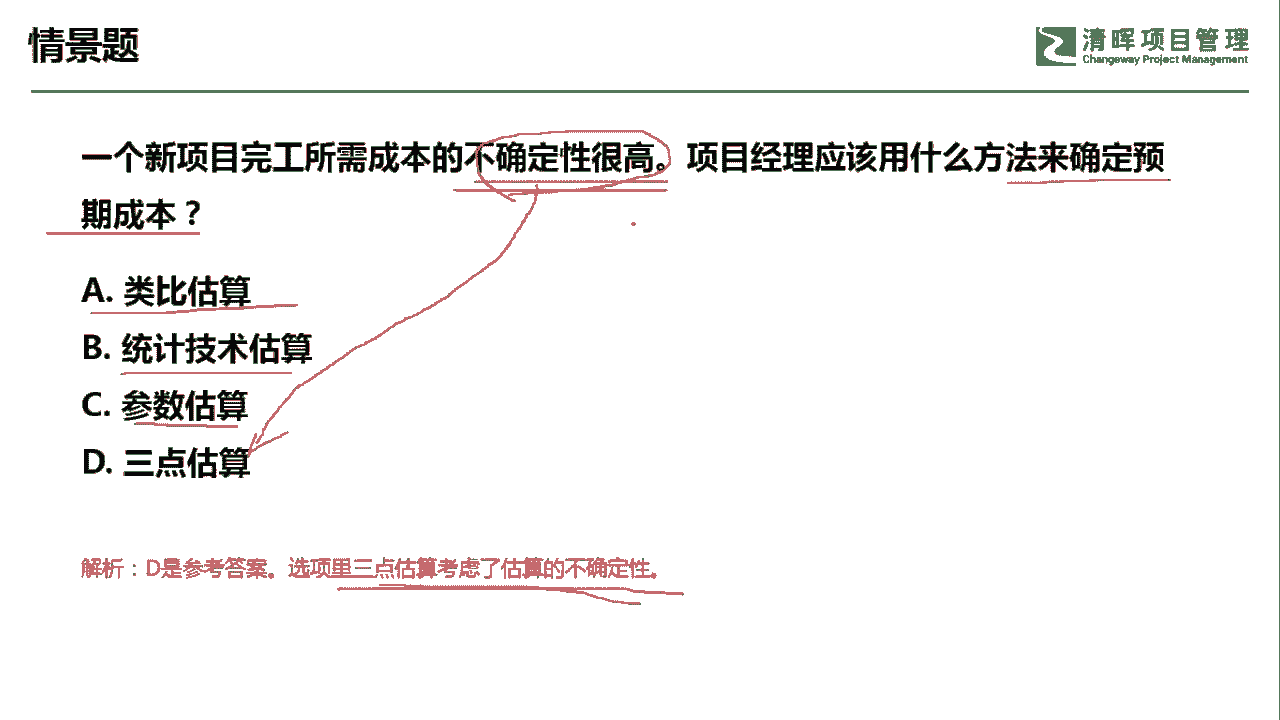 情景题
清晖项目管理
Changeway Project Management
一个新项目完工所需成本的不确定性很高。项目经理应该用什么方法来确定预
期成本？
A. 类比估算
B. 统计技术估算
C. 参数估算
D. 三点估算
解析：D是参考答案。选项里三点估算考虑了估算的不确定性。